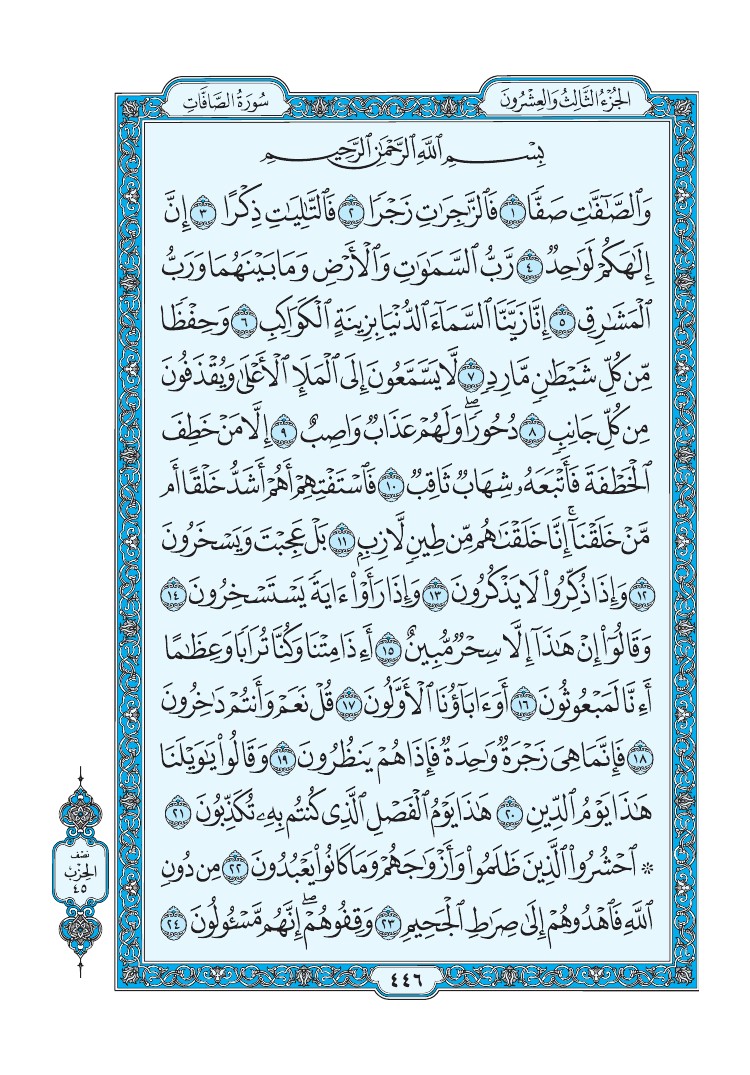 الجُزْءُ الثَّالِثُ وَالعِشْرُونَ
سُورَةُ الصَّافَّاتِ
بِسْمِ ٱللَّهِ ٱلرَّحْمَٰنِ ٱلرَّحِيمِ
وَٱلصَّٰٓفَّٰتِ صَفّٗا ١ فَٱلزَّٰجِرَٰتِ زَجۡرٗا ٢ فَٱلتَّٰلِيَٰتِ ذِكۡرًا ٣ إِنَّ
إِلَٰهَكُمۡ لَوَٰحِدٞ ٤ رَّبُّ ٱلسَّمَٰوَٰتِ وَٱلۡأَرۡضِ وَمَا بَيۡنَهُمَا وَرَبُّ
ٱلۡمَشَٰرِقِ ٥ إِنَّا زَيَّنَّا ٱلسَّمَآءَ ٱلدُّنۡيَا بِزِينَةٍ ٱلۡكَوَاكِبِ ٦ وَحِفۡظٗا
مِّن كُلِّ شَيۡطَٰنٖ مَّارِدٖ ٧ لَّا يَسَّمَّعُونَ إِلَى ٱلۡمَلَإِ ٱلۡأَعۡلَىٰ وَيُقۡذَفُونَ
مِن كُلِّ جَانِبٖ ٨ دُحُورٗاۖ وَلَهُمۡ عَذَابٞ وَاصِبٌ ٩ إِلَّا مَنۡ خَطِفَ
ٱلۡخَطۡفَةَ فَأَتۡبَعَهُۥ شِهَابٞ ثَاقِبٞ ١٠ فَٱسۡتَفۡتِهِمۡ أَهُمۡ أَشَدُّ خَلۡقًا أَم
مَّنۡ خَلَقۡنَآۚ إِنَّا خَلَقۡنَٰهُم مِّن طِينٖ لَّازِبِۭ ١١ بَلۡ عَجِبۡتَ وَيَسۡخَرُونَ
١٢ وَإِذَا ذُكِّرُواْ لَا يَذۡكُرُونَ ١٣ وَإِذَا رَأَوۡاْ ءَايَةٗ يَسۡتَسۡخِرُونَ ١٤
وَقَالُوٓاْ إِنۡ هَٰذَآ إِلَّا سِحۡرٞ مُّبِينٌ ١٥ أَءِذَا مِتۡنَا وَكُنَّا تُرَابٗا وَعِظَٰمًا
أَءِنَّا لَمَبۡعُوثُونَ ١٦ أَوَءَابَآؤُنَا ٱلۡأَوَّلُونَ ١٧ قُلۡ نَعَمۡ وَأَنتُمۡ دَٰخِرُونَ
١٨ فَإِنَّمَا هِيَ زَجۡرَةٞ وَٰحِدَةٞ فَإِذَا هُمۡ يَنظُرُونَ ١٩ وَقَالُواْ يَٰوَيۡلَنَا
هَٰذَا يَوۡمُ ٱلدِّينِ ٢٠ هَٰذَا يَوۡمُ ٱلۡفَصۡلِ ٱلَّذِي كُنتُم بِهِۦ تُكَذِّبُونَ ٢١
* ٱحۡشُرُواْ ٱلَّذِينَ ظَلَمُواْ وَأَزۡوَٰجَهُمۡ وَمَا كَانُواْ يَعۡبُدُونَ ٢٢ مِن دُونِ
ٱللَّهِ فَٱهۡدُوهُمۡ إِلَىٰ صِرَٰطِ ٱلۡجَحِيمِ ٢٣ وَقِفُوهُمۡۖ إِنَّهُم مَّسۡـُٔولُونَ ٢٤
نصف
الحزب
٤٥
٤٤٦